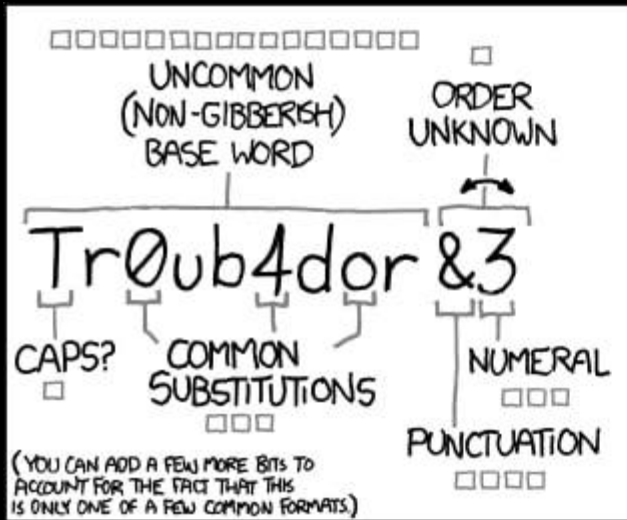 UNCOMMON
(NON-GIBBERISH)
BASE WORD
ORDER
UNKNOWN
Tr0ub4dor &3
CAPS?
COMMON
SUBSTITUTIONS
NUMERAL
PUNCTUATION
(YOU CAN ADD A FEW MORE BITS TO
ACCOUNT FOR THE FACT THAT THIS
IS ONLY ONE OF A FEW COMMON FORMATS.)